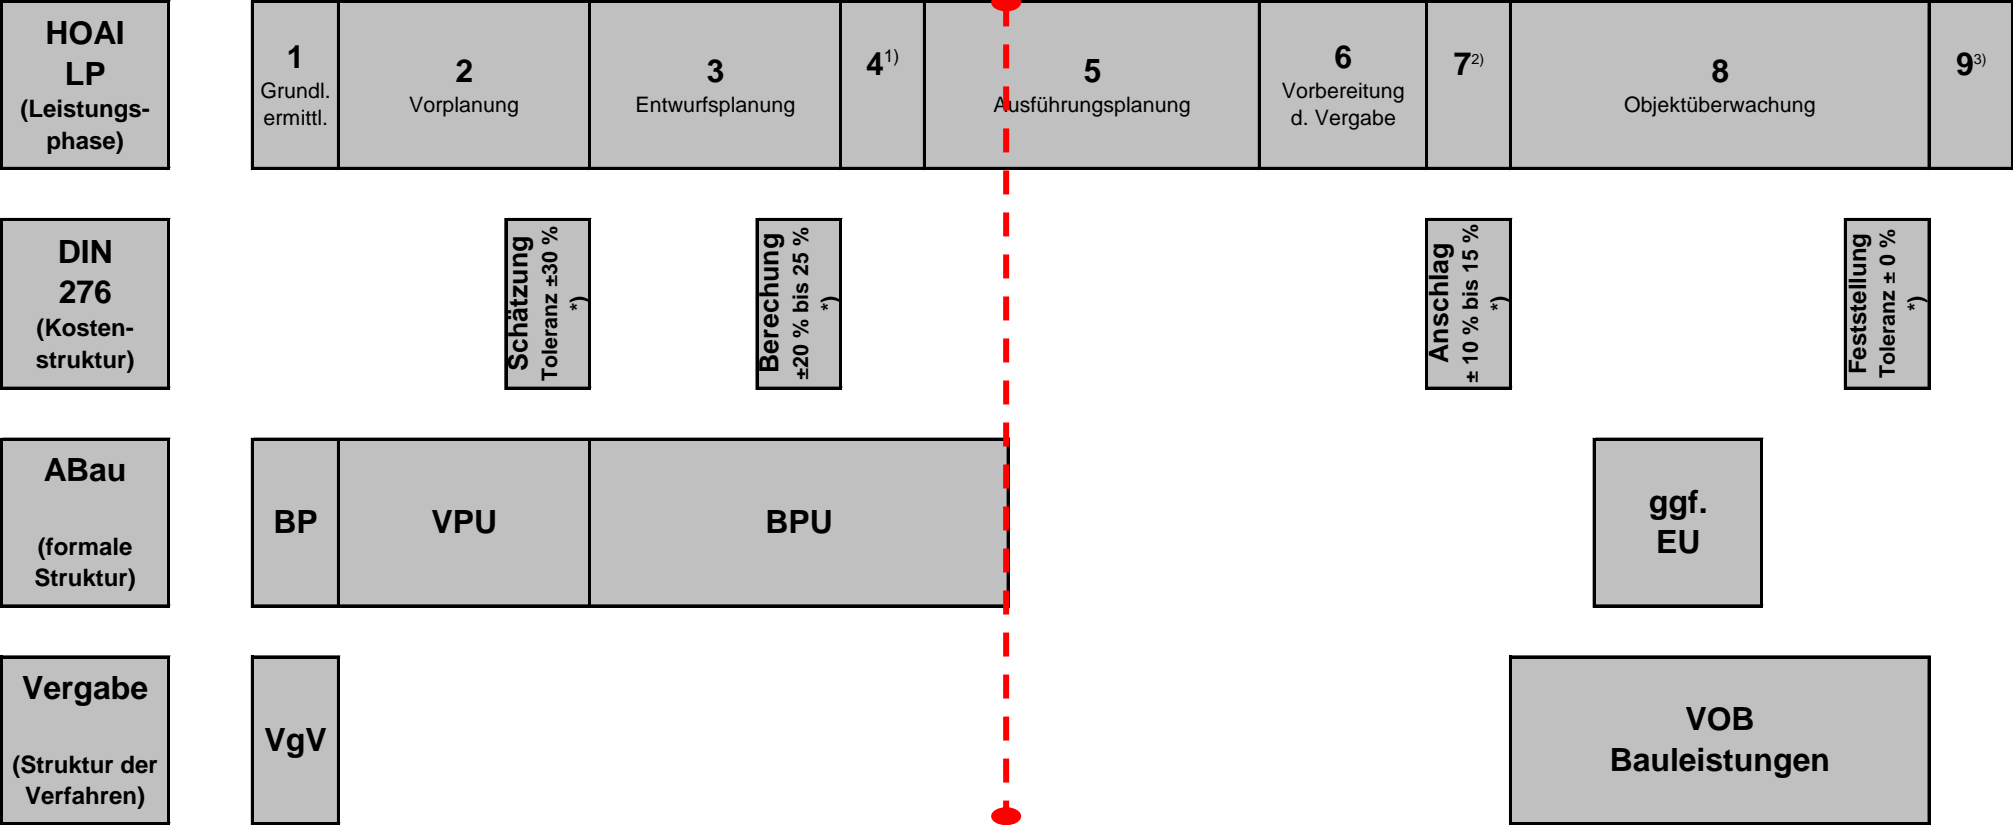 HOAI
LP
(Leistungs-
phase)
1
Grundl.
ermittl.
2
Vorplanung
3
Entwurfsplanung
4¹⁾
5
Ausführungsplanung
6
Vorbereitung
d. Vergabe
7²⁾
8
Objektüberwachung
9³⁾
DIN
276
(Kosten-
struktur)
Schätzung
Toleranz ±30 %
*)
Berechung
±20 % bis 25 %
*)
Anschlag
± 10 % bis 15 %
*)
Feststellung
Toleranz ± 0 %
*)
ABau
(formale
Struktur)
BP
VPU
BPU
ggf.
EU
Vergabe
(Struktur der
Verfahren)
VgV
VOB
Bauleistungen